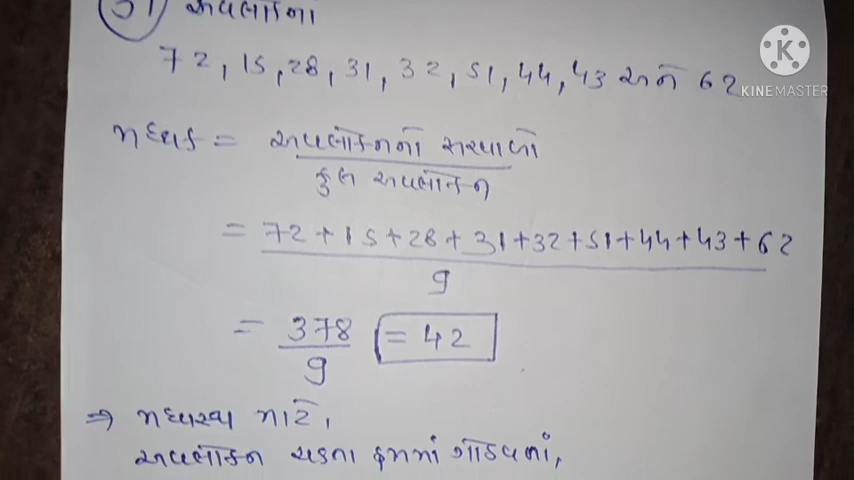 અવલોકનો
72, 15, 28, 31, 32, 51, 44, 43 અને 62
K
KINEMASTER
મધ્યક = અવલોકનનો સરવાળો
કુલ અવલોકન
= 72+15+28+31+32+51+44+43+62
9
= 378 = 42
9
⇒ મધ્યસ્થ માટે,
અવલોકન ચડતા ક્રમમાં ગોઠવતાં,